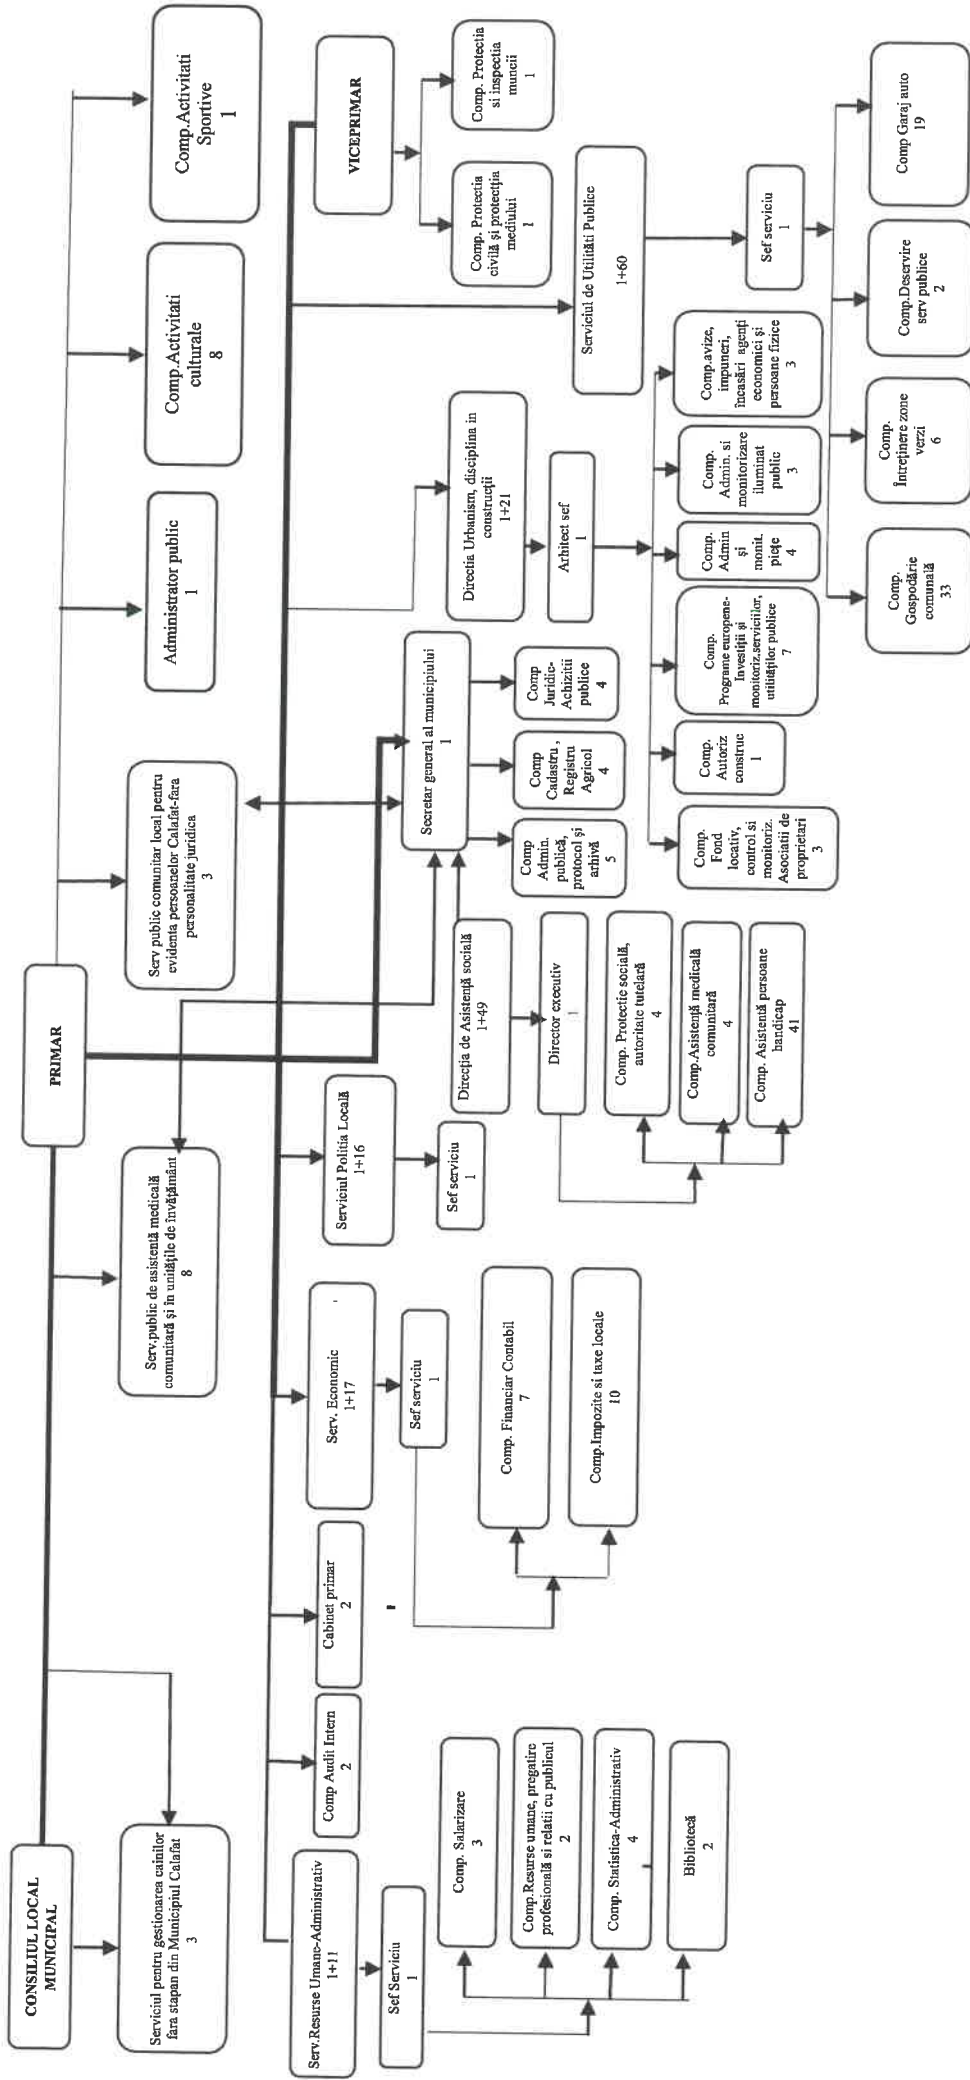 CONSILIUL LOCAL
MUNICIPAL
PRIMAR
Serviciul pentru gestionarea cainilor
fara stapan din Municipiul Calafat
3
Serv.public de asistentă medicală
comunitară și în unitățile de învățământ
8
Serv public comunitar local pentru
evidenta persoanelor Calafat-fara
personalitate juridica
3
Administrator public
1
Comp.Activitati
culturale
8
Comp.Activitati
Sportive
1
Serv.Resurse Umane-Administrativ
1+11
Comp Audit Intern
2
Cabinet primar
2
Serv. Economic
1+17
Serviciul Politia Locală
1+16
VICEPRIMAR
Sef Serviciu
1
Sef serviciu
1
Sef serviciu
1
Secretar general al municipiului
1
Directia Urbanism, disciplina in
construcții
1+21
Comp. Protectia
civilă și protecția
mediului
1
Comp. Protectia
si inspectia
muncii
1
Comp. Salarizare
3
Comp.Resurse umane, pregatire
profesională si relatii cu publicul
2
Comp. Statistica-Administrativ
4
Bibliotecă
2
Comp. Financiar Contabil
7
Comp.Impozite si taxe locale
10
Direcția de Asistență socială
1+49
Director executiv
1
Comp. Protectie socială,
autoritate tutelară
4
Comp.Asistență medicală
comunitară
4
Comp. Asistentă persoane
handicap
41
Comp
Admin.
publică,
protocol și
arhivă
5
Comp
Cadastru ,
Registru
Agricol
4
Comp
Juridic-
Achizitii
publice
4
Arhitect sef
1
Serviciul de Utilităti Publice
1+60
Comp.
Fond
locativ,
control si
monitoriz.
Asociatii de
proprietari
3
Comp.
Autoriz
construc
1
Comp.
Programe europene-
Investiții și
monitoriz.serviciilor,
utilităților publice
7
Comp.
Admin
și
monit.
piețe
4
Comp.
Admin. si
monitorizare
iluminat
public
3
Comp.avize,
impuneri,
încasări agenți
economici și
persoane fizice
3
Sef serviciu
1
Comp.
Gospodărie
comunală
33
Comp.
Întreținere zone
verzi
6
Comp.Deservire
serv publice
2
Comp Garaj auto
19